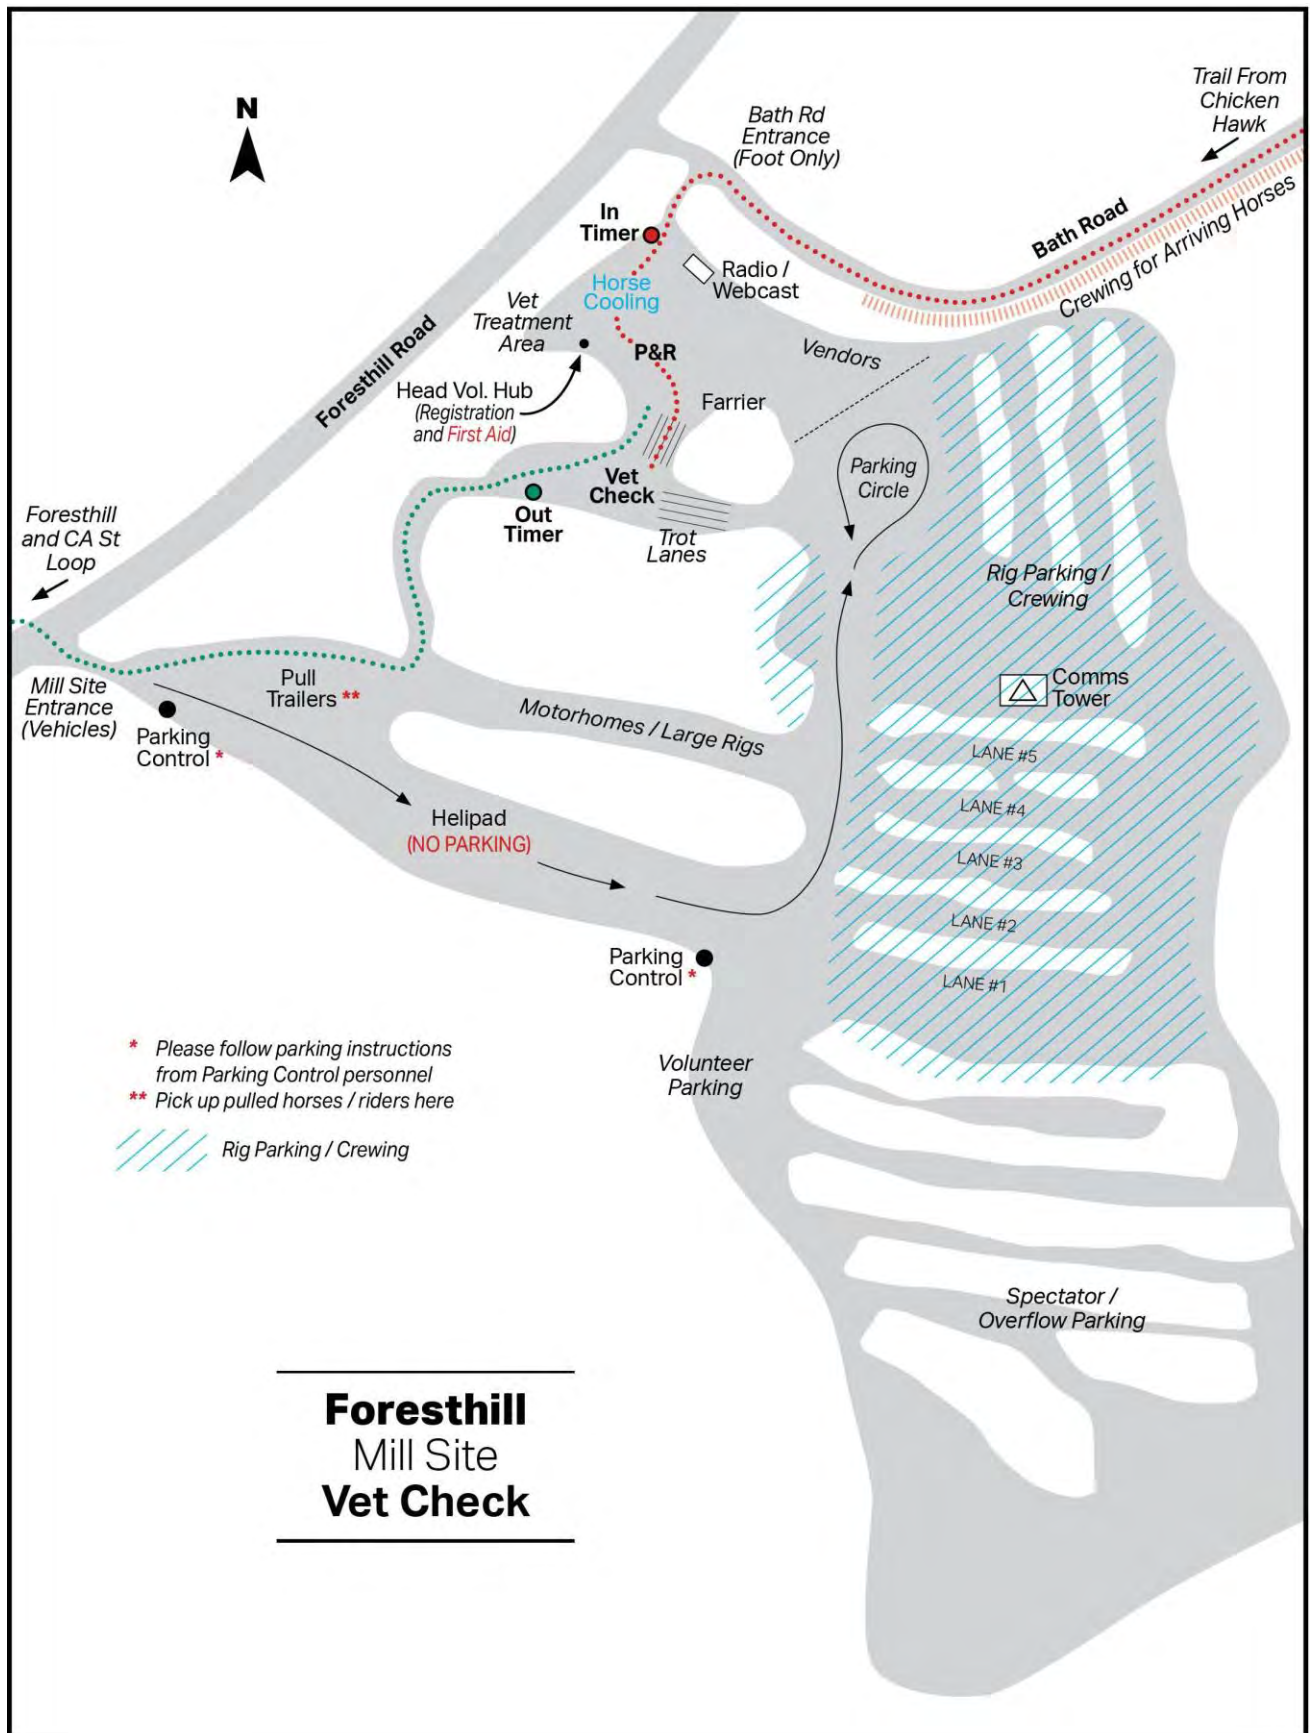 N
Trail From
Chicken
Hawk
Bath Rd
Entrance
(Foot Only)
Bath Road
Crewing for Arriving Horses
In
Timer
Radio /
Webcast
Horse
Cooling
Vet
Treatment
Area
P&R
Vendors
Foresthill Road
Head Vol. Hub
(Registration
and First Aid)
Farrier
Parking
Circle
Vet
Check
Out
Timer
Trot
Lanes
Foresthill
and CA St
Loop
Rig Parking /
Crewing
Pull
Trailers **
Mill Site
Entrance
(Vehicles)
Parking
Control *
Motorhomes / Large Rigs
Comms
Tower
LANE #5
LANE #4
LANE #3
LANE #2
LANE #1
Helipad
(NO PARKING)
Parking
Control *
Volunteer
Parking
* Please follow parking instructions
from Parking Control personnel
** Pick up pulled horses / riders here
Rig Parking / Crewing
Spectator /
Overflow Parking
Foresthill
Mill Site
Vet Check